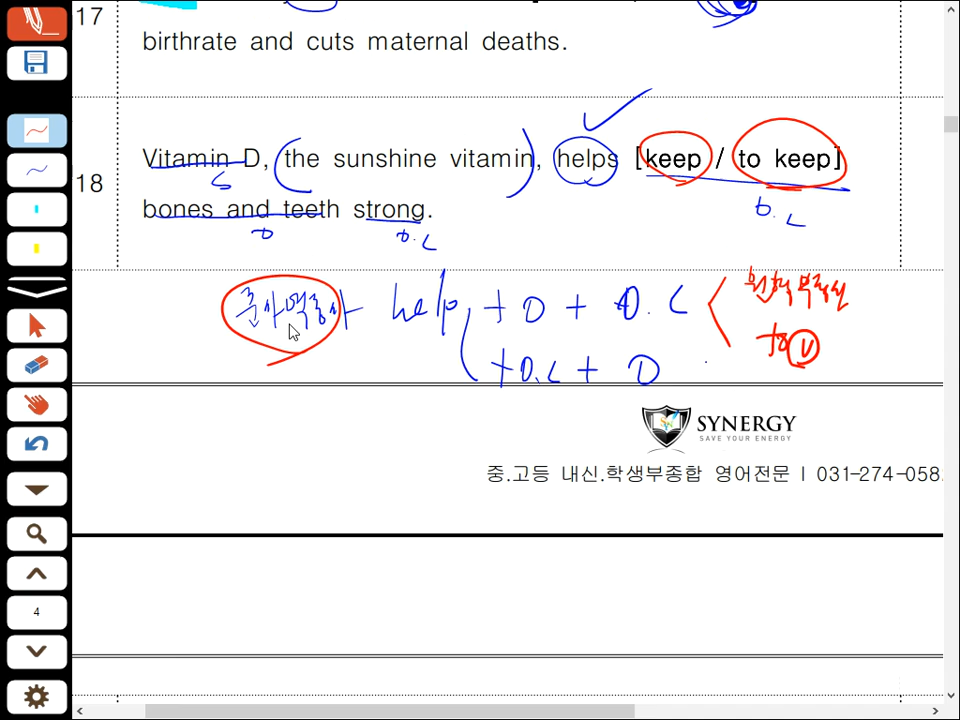 17
birthrate and cuts maternal deaths.
18
Vitamin D, the sunshine vitamin, helps [keep / to keep]
S
bones and teeth strong.
O.C
O
O.C
준사역동사 help + O + O.C 원형부정사
to V
+ O.C + O
SYNERGY
SAVE YOUR ENERGY
중.고등 내신.학생부종합 영어전문 | 031-274-058
4